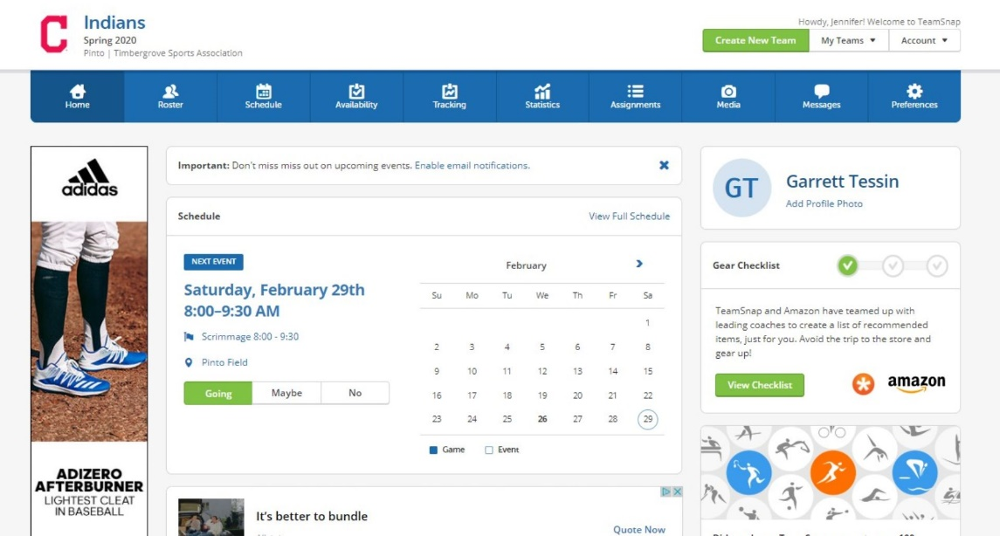 Indians
Spring 2020
Pinto | Timbergrove Sports Association
Howdy, Jennifer! Welcome to TeamSnap
Create New Team
My Teams
Account
Home
Roster
Schedule
Availability
Tracking
Statistics
Assignments
Media
Messages
Preferences
adidas
ADIZERO
AFTERBURNER
LIGHTEST CLEAT
IN BASEBALL
Important: Don't miss miss out on upcoming events. Enable email notifications.
Schedule
View Full Schedule
NEXT EVENT
Saturday, February 29th
8:00–9:30 AM
Scrimmage 8:00 - 9:30
Pinto Field
Going Maybe No
February
Su Mo Tu We Th Fr Sa
1
2 3 4 5 6 7 8
9 10 11 12 13 14 15
16 17 18 19 20 21 22
23 24 25 26 27 28 29
Game Event
It's better to bundle
Quote Now
GT
Garrett Tessin
Add Profile Photo
Gear Checklist
TeamSnap and Amazon have teamed up with
leading coaches to create a list of recommended
items, just for you. Avoid the trip to the store and
gear up!
View Checklist
amazon